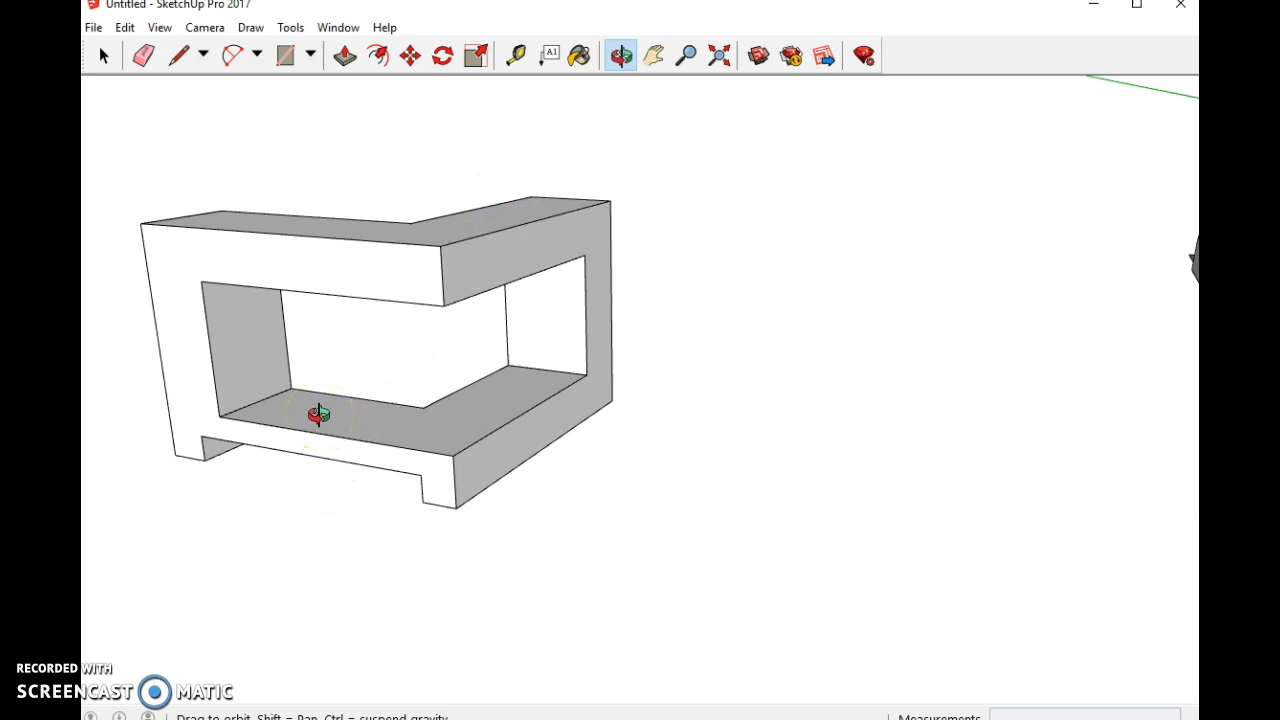 Untitled - SketchUp Pro 2017
File Edit View Camera Draw Tools Window Help
A1
RECORDED WITH
SCREENCAST MATIC
Drag to orbit. Shift = Pan, Ctrl = suspend gravity
Measurements